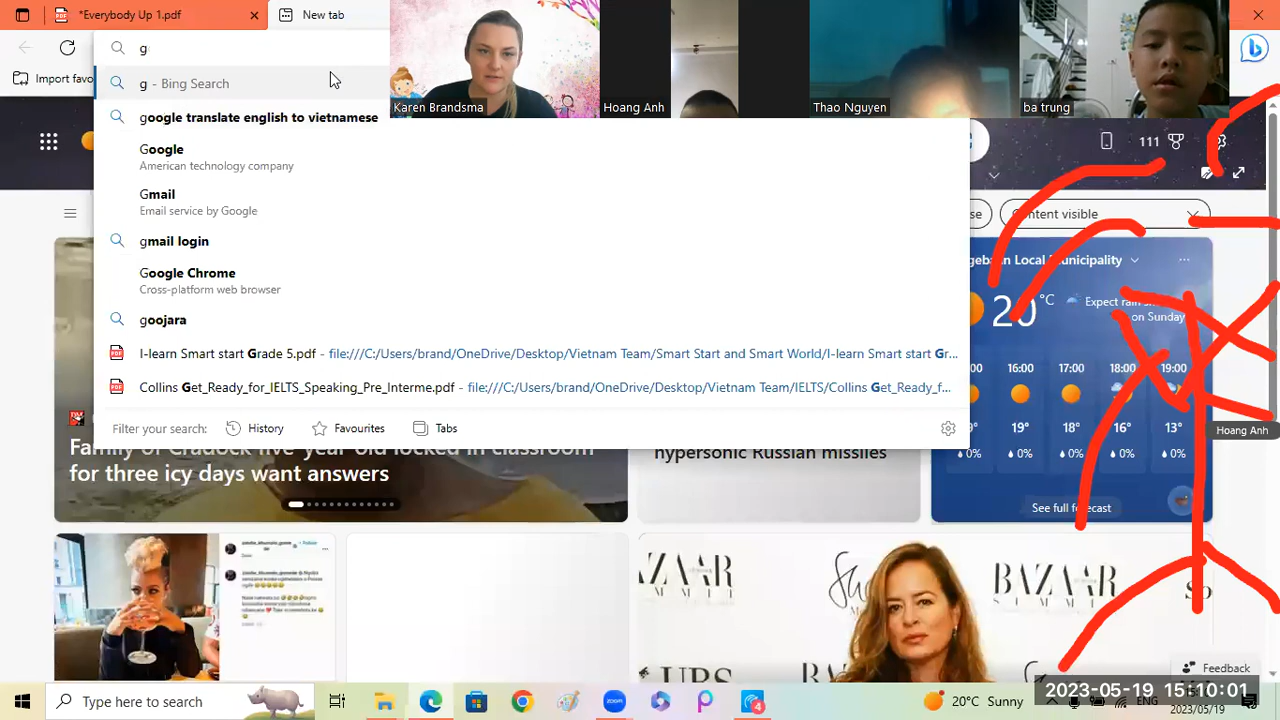 *Everybody Up 1.pdf
New tab
g
Import favo
g - Bing Search
google translate english to vietnamese
Google
American technology company
Gmail
Email service by Google
gmail login
Google Chrome
Cross-platform web browser
goojara
I-learn Smart start Grade 5.pdf - file:///C:/Users/brand/OneDrive/Desktop/Vietnam Team/Smart Start and Smart World/I-learn Smart start Gr...
Collins Get_Ready_for_IELTS_Speaking_Pre_Interme.pdf - file:///C:/Users/brand/OneDrive/Desktop/Vietnam Team/IELTS/Collins Get_Ready_f...
Filter your search:
History
Favourites
Tabs
Karen Brandsma
Hoang Anh
Thao Nguyen
ba trung
111
se
Content visible
Local Municipality
20 °C
Expect rain
on Sunday
00 16:00 17:00 18:00 19:00
19° 18° 16° 13°
0% 0% 0% 0%
See full forecast
Hoang Anh
for three icy days want answers
hypersonic Russian missiles
BAZAAR
BAZAAR
Feedback
Type here to search
4
20°C Sunny
ENG
2023-05-19 15:10:01
2023/05/19